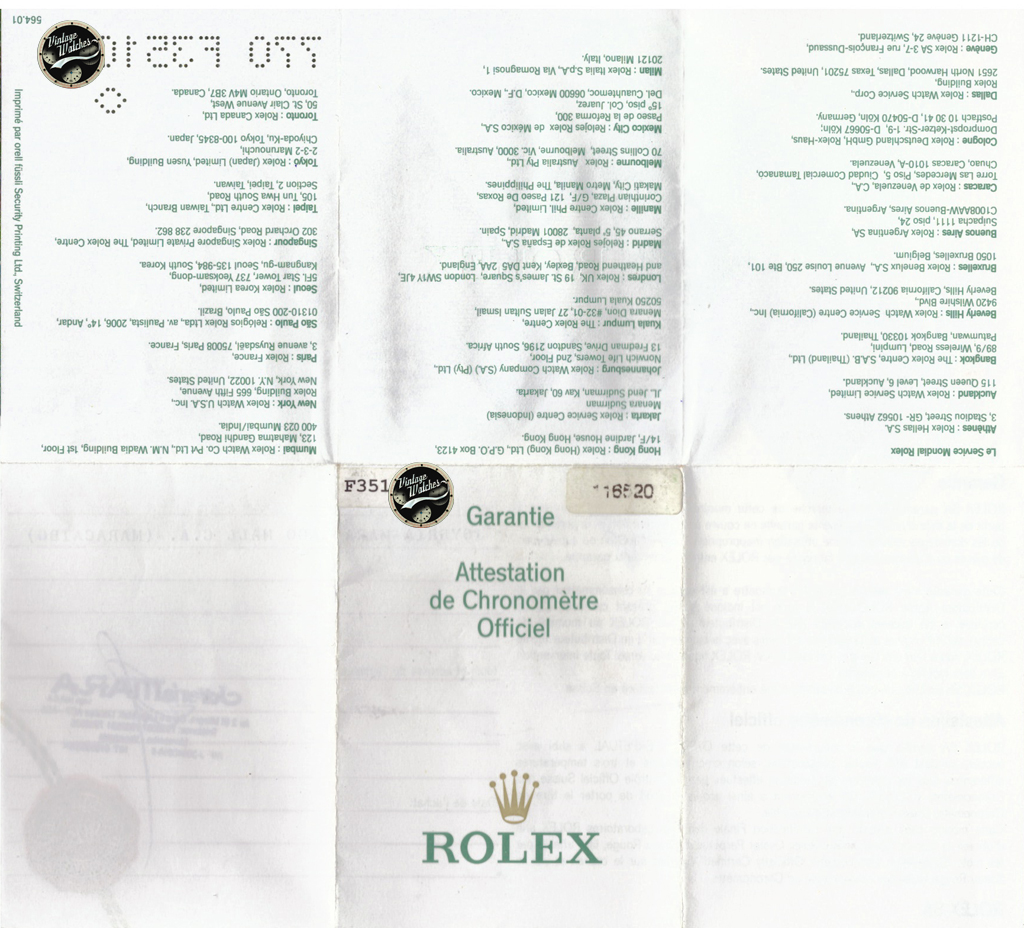 Le Service Mondial Rolex
Athènes : Rolex Hellas S.A.
3, Stadiou Street, GR- 10562 Athens.
Auckland : Rolex Watch Service Limited,
115 Queen Street, Level 6, Auckland.
Bangkok : The Rolex Centre, S.A.B. (Thailand) Ltd.,
89/9, Wireless Road, Lumpini,
Patumwan, Bangkok 10330, Thailand.
Beverly Hills : Rolex Watch Service Centre (California) Inc.,
9420 Wilshire Blvd.,
Beverly Hills, California 90212, United States.
Bruxelles : Rolex Benelux S.A., Avenue Louise 250, Bte 101,
1050 Bruxelles, Belgium.
Buenos Aires : Rolex Argentina SA,
Suipacha 1111, piso 24,
C1008AAW-Buenos Aires, Argentina.
Caracas : Rolex de Venezuela, C.A.,
Torre Las Mercedes, Piso 5, Ciudad Comercial Tamanaco,
Chuao, Caracas 1010-A, Venezuela.
Cologne : Rolex Deutschland GmbH, Rolex-Haus,
Dompropst-Ketzer-Str. 1-9, D-50667 Köln;
Postfach 10 30 41, D-50470 Köln, Germany.
Dallas : Rolex Watch Service Corp.,
Rolex Building,
2651 North Harwood, Dallas, Texas 75201, United States.
Genève : Rolex SA 3-7, rue François-Dussaud,
CH-1211 Genève 24, Switzerland.
Hong Kong : Rolex (Hong Kong) Ltd., G.P.O. Box 4123,
14/F, Jardine House, Hong Kong.
Jakarta : Rolex Service Centre (Indonesia)
Menara Sudirman
JL. Jend Sudirman, Kav 60, Jakarta.
Johannesburg : Rolex Watch Company (S.A.) (Pty) Ltd.,
Norwich Life Towers, 2nd Floor,
13 Fredman Drive, Sandton 2196, South Africa.
Kuala Lumpur : The Rolex Centre,
Menara Dion, #32-01, 27 Jalan Sultan Ismail,
50250 Kuala Lumpur.
Londres : Rolex UK, 19 St. James's Square, London SW1Y 4JE,
and Heathend Road, Bexley, Kent DA5 2AA, England.
Madrid : Relojes Rolex de España S.A.,
Serrano 45, 5ª planta, 28001 Madrid, Spain.
Manille : Rolex Centre Phil. Limited,
Corinthian Plaza, G/F, 121 Paseo De Roxas,
Makati City, Metro Manila, The Philippines.
Melbourne : Rolex Australia Pty Ltd.,
70 Collins Street, Melbourne, Vic. 3000, Australia.
Mexico City : Relojes Rolex de México S.A.,
Paseo de la Reforma 300,
15° piso, Col. Juarez,
Del. Cuauhtemoc, 06600 Mexico, D.F., Mexico.
Milan : Rolex Italia S.p.A., Via Romagnosi 1,
20121 Milano, Italy.
Mumbai : Rolex Watch Co. Pvt Ltd., N.M. Wadia Building, 1st Floor,
123, Mahatma Gandhi Road,
400 023 Mumbai/India.
New York : Rolex Watch U.S.A. Inc.,
Rolex Building, 665 Fifth Avenue,
New York, N.Y. 10022, United States.
Paris : Rolex France,
3, avenue Ruysdaël, 75008 Paris, France.
São Paulo : Relógios Rolex Ltda., av. Paulista, 2006, 14°, Andar,
01310-200 São Paulo, Brazil.
Seoul : Rolex Korea Limited,
5Fl. Star Tower, 737 Yeoksam-dong,
Kangnam-gu, Seoul 135-984, South Korea.
Singapour : Rolex Singapore Private Limited, The Rolex Centre,
302 Orchard Road, Singapore 238 862.
Taipei : Rolex Centre Ltd., Taiwan Branch,
105, Tun Hwa South Road,
Section 2, Taipei, Taiwan.
Tokyo : Rolex (Japan) Limited, Yusen Building,
2-3-2 Marunouchi,
Chiyoda-Ku, Tokyo 100-8345, Japan.
Toronto : Rolex Canada Ltd.,
50, St. Clair Avenue West,
Toronto, Ontario M4V 3B7, Canada.
770 F351
564.01
Imprimé par orell füssli Security Printing Ltd., Switzerland
Vintage
Watches
F351
Vintage
Watches
116520
Garantie
Attestation
de Chronomètre
Officiel
ROLEX